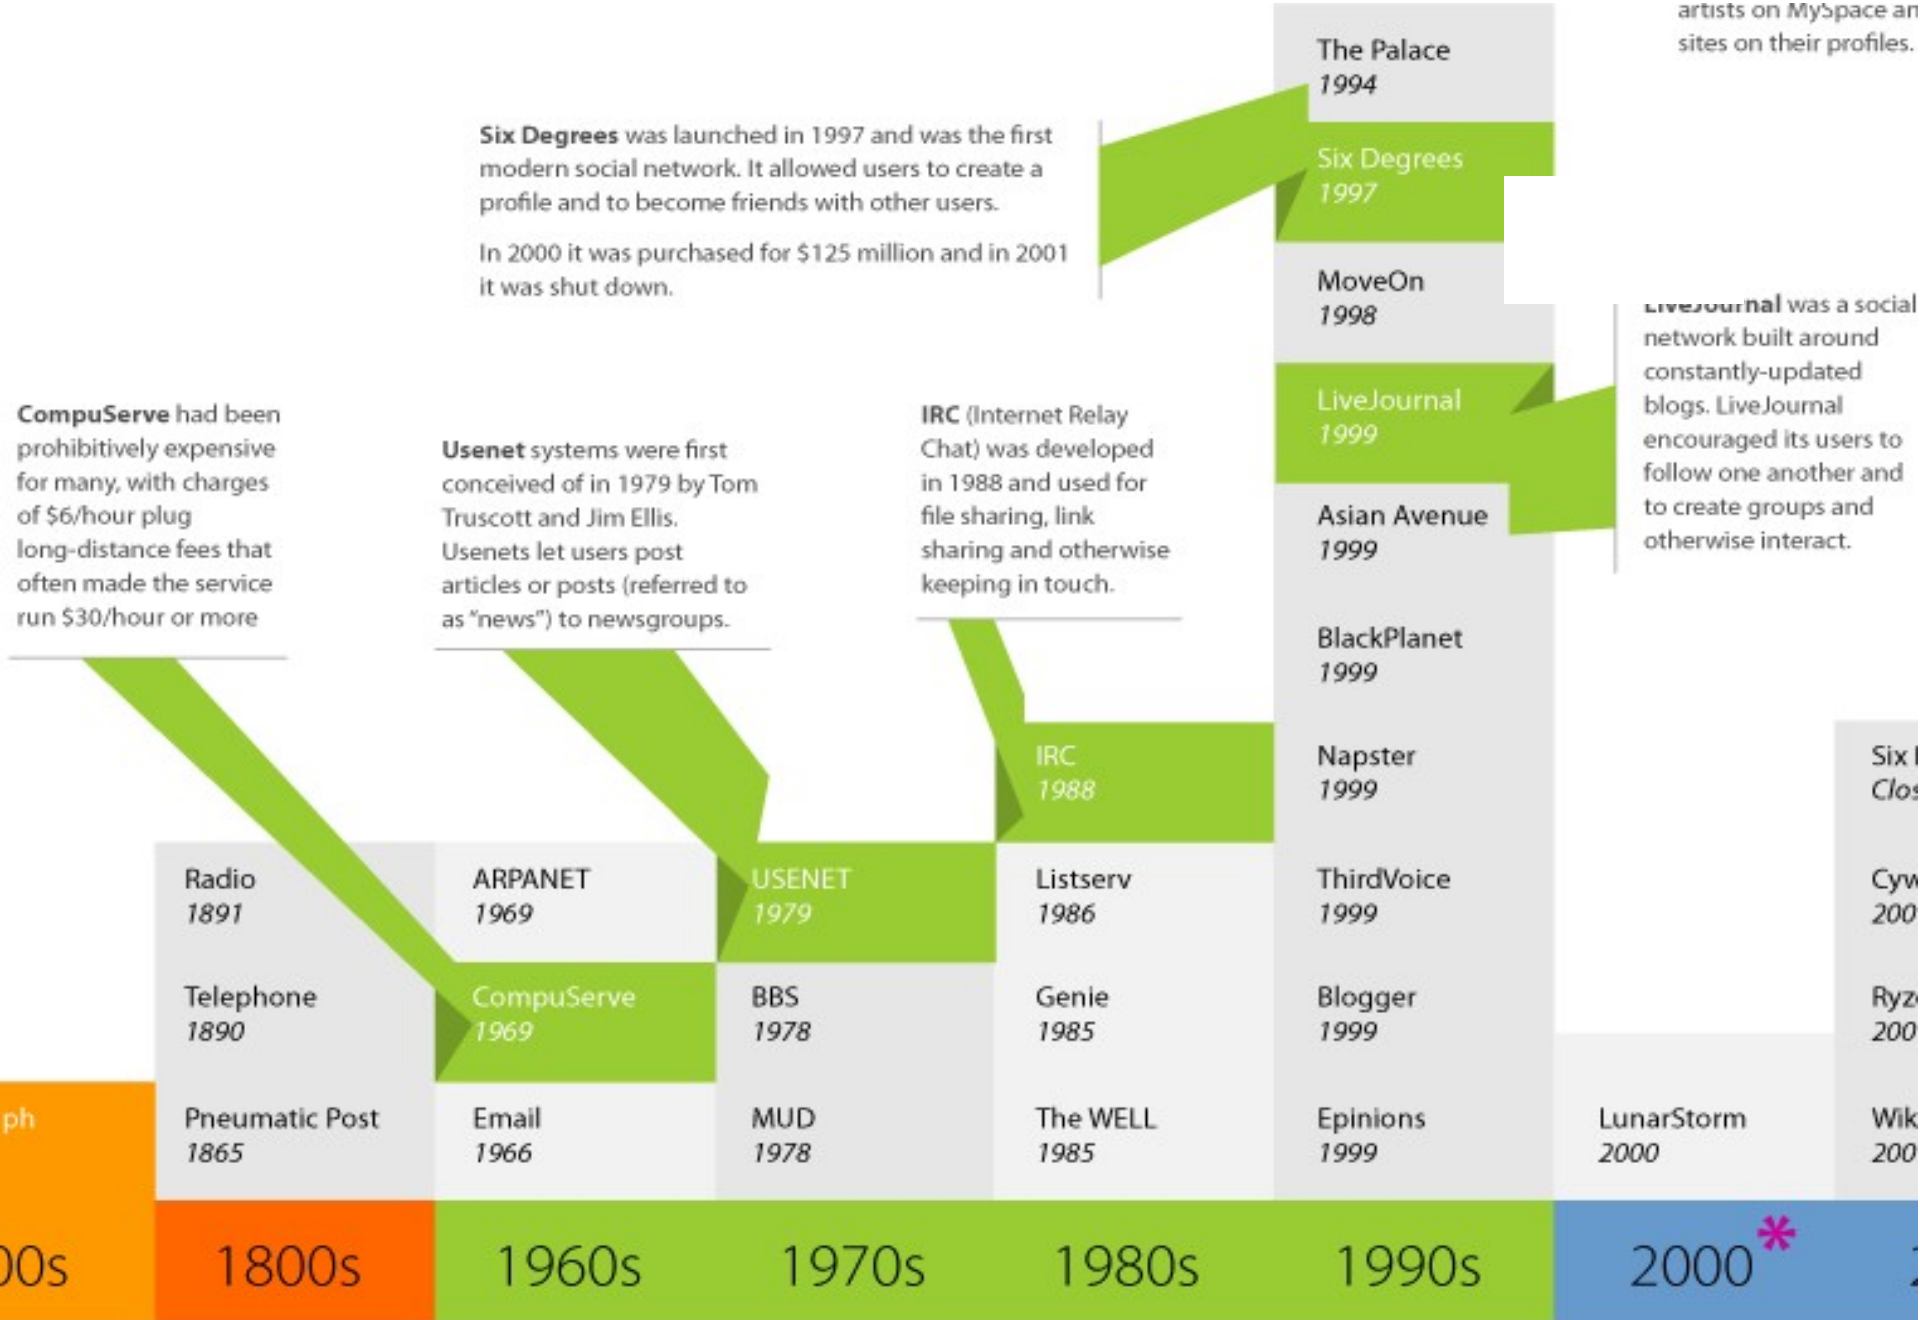 artists on MySpace an
sites on their profiles.
The Palace
1994
Six Degrees was launched in 1997 and was the first
modern social network. It allowed users to create a
profile and to become friends with other users.
In 2000 it was purchased for $125 million and in 2001
it was shut down.
Six Degrees
1997
MoveOn
1998
LiveJournal was a social
network built around
constantly-updated
blogs. LiveJournal
encouraged its users to
follow one another and
to create groups and
otherwise interact.
LiveJournal
1999
CompuServe had been
prohibitively expensive
for many, with charges
of $6/hour plug
long-distance fees that
often made the service
run $30/hour or more
Usenet systems were first
conceived of in 1979 by Tom
Truscott and Jim Ellis.
Usenets let users post
articles or posts (referred to
as "news") to newsgroups.
IRC (Internet Relay
Chat) was developed
in 1988 and used for
file sharing, link
sharing and otherwise
keeping in touch.
Asian Avenue
1999
BlackPlanet
1999
IRC
1988
Napster
1999
Six
Clos
Radio
1891
ARPANET
1969
USENET
1979
Listserv
1986
ThirdVoice
1999
Cyw
200
Telephone
1890
CompuServe
1969
BBS
1978
Genie
1985
Blogger
1999
Ryz
200
ph
Pneumatic Post
1865
Email
1966
MUD
1978
The WELL
1985
Epinions
1999
LunarStorm
2000
Wik
200
00s
1800s
1960s
1970s
1980s
1990s
2000*